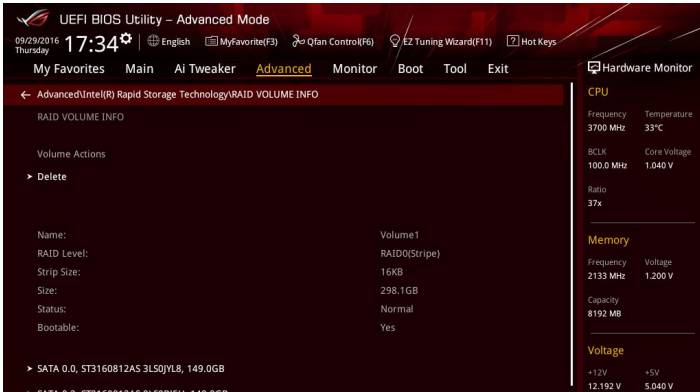 UEFI BIOS Utility – Advanced Mode
09/29/2016 Thursday 17:34 English MyFavorite(F3) Qfan Control(F6) EZ Tuning Wizard(F11) ? Hot Keys
My Favorites Main Ai Tweaker Advanced Monitor Boot Tool Exit
Hardware Monitor
← Advanced\Intel(R) Rapid Storage Technology\RAID VOLUME INFO
RAID VOLUME INFO
Volume Actions
> Delete
Name: Volume1
RAID Level: RAID0(Stripe)
Strip Size: 16KB
Size: 298.1GB
Status: Normal
Bootable: Yes
> SATA 0.0, ST3160812AS 3LS0JYL8, 149.0GB
CPU
Frequency Temperature
3700 MHz 33°C
BCLK Core Voltage
100.0 MHz 1.040 V
Ratio
37x
Memory
Frequency Voltage
2133 MHz 1.200 V
Capacity
8192 MB
Voltage
+12V +5V
12.192 V 5.040 V